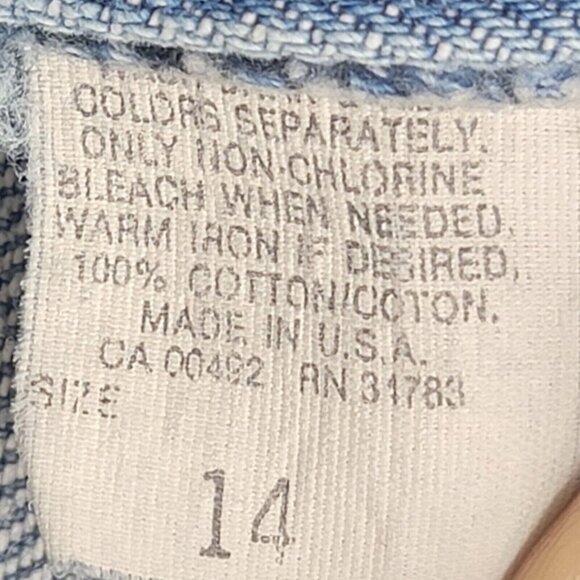 COLORS SEPARATELY.
ONLY NON-CHLORINE
BLEACH WHEN NEEDED.
WARM IRON IF DESIRED.
100% COTTON/COTON.
MADE IN U.S.A.
CA 00492 RN 31783
SIZE
14